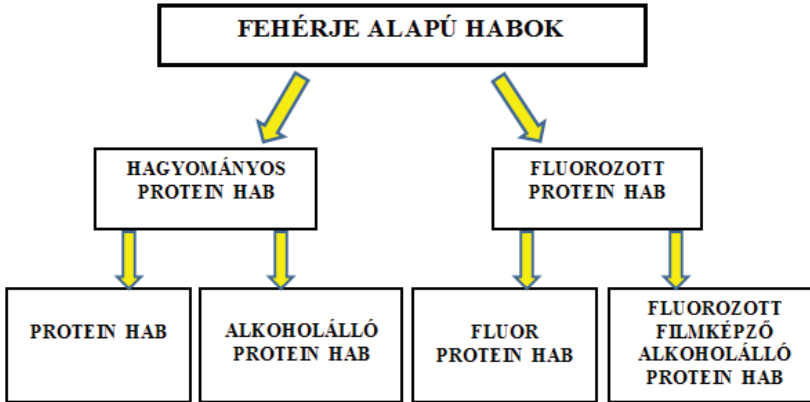 FEHÉRJE ALAPÚ HABOK
HAGYOMÁNYOS
PROTEIN HAB
FLUOROZOTT
PROTEIN HAB
PROTEIN HAB
ALKOHOLÁLLÓ
PROTEIN HAB
FLUOR
PROTEIN HAB
FLUOROZOTT
FILMKÉPZŐ
ALKOHOLÁLLÓ
PROTEIN HAB